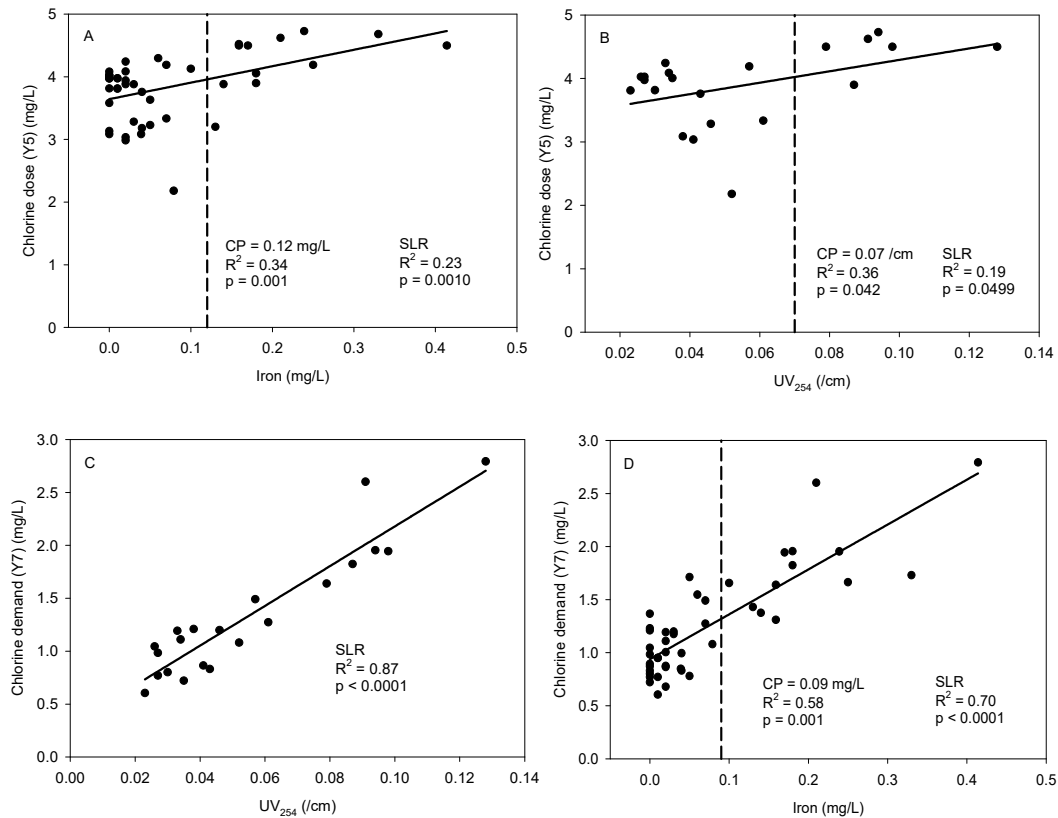 A
Chlorine dose (Y5) (mg/L)
5
4
3
2
1
0
CP = 0.12 mg/L
R² = 0.34
p = 0.001
SLR
R² = 0.23
p = 0.0010
0.0 0.1 0.2 0.3 0.4 0.5
Iron (mg/L)
B
Chlorine dose (Y5) (mg/L)
5
4
3
2
1
0
CP = 0.07 /cm
R² = 0.36
p = 0.042
SLR
R² = 0.19
p = 0.0499
0.02 0.04 0.06 0.08 0.10 0.12 0.14
UV₂₅₄ (/cm)
C
Chlorine demand (Y7) (mg/L)
3.0
2.5
2.0
1.5
1.0
0.5
0.0
SLR
R² = 0.87
p < 0.0001
0.00 0.02 0.04 0.06 0.08 0.10 0.12 0.14
UV₂₅₄ (/cm)
D
Chlorine demand (Y7) (mg/L)
3.0
2.5
2.0
1.5
1.0
0.5
0.0
CP = 0.09 mg/L
R² = 0.58
p = 0.001
SLR
R² = 0.70
p < 0.0001
0.0 0.1 0.2 0.3 0.4 0.5
Iron (mg/L)